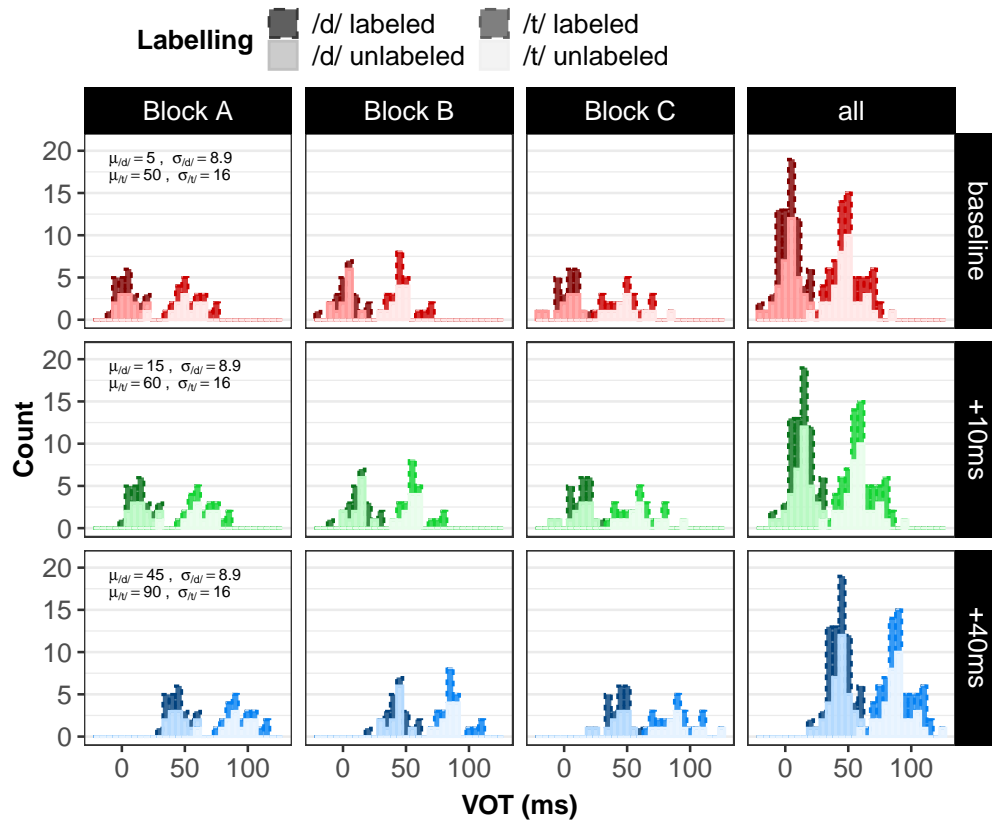 Labelling
/d/ labeled /t/ labeled
/d/ unlabeled /t/ unlabeled
Block A Block B Block C all
20
15
10
5
0
μ/d/ = 5 , σ/d/ = 8.9
μ/t/ = 50 , σ/t/ = 16
baseline
20
15
10
5
0
μ/d/ = 15 , σ/d/ = 8.9
μ/t/ = 60 , σ/t/ = 16
+10ms
20
15
10
5
0
μ/d/ = 45 , σ/d/ = 8.9
μ/t/ = 90 , σ/t/ = 16
+40ms
Count
0 50 100 0 50 100 0 50 100 0 50 100
VOT (ms)